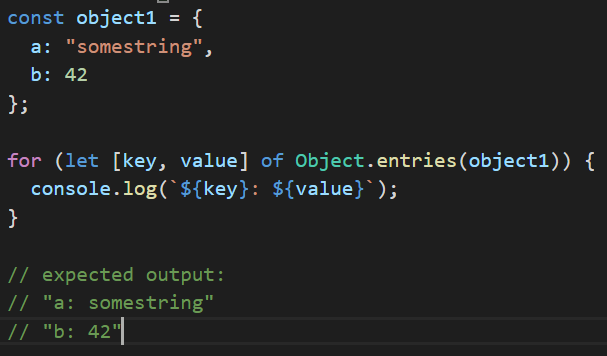 const object1 = {
  a: "somestring",
  b: 42
};

for (let [key, value] of Object.entries(object1)) {
  console.log(`${key}: ${value}`);
}

// expected output:
// "a: somestring"
// "b: 42"